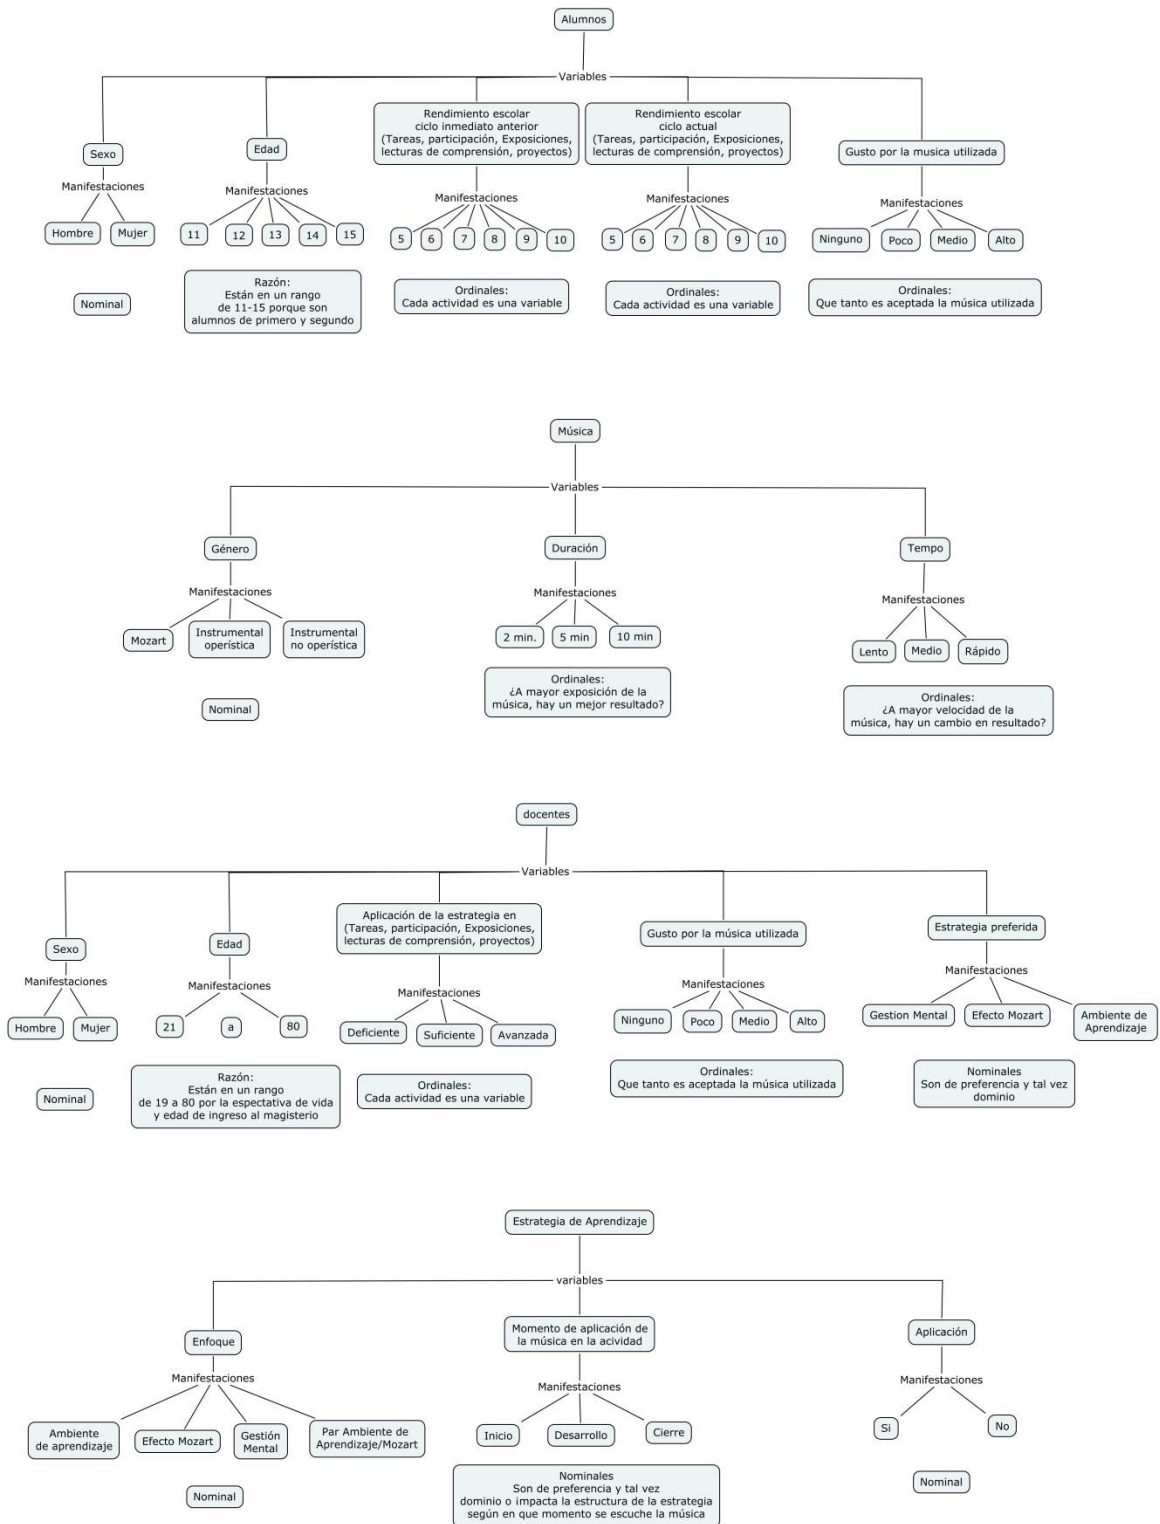 Alumnos
Variables
Sexo
Manifestaciones
Hombre
Mujer
Nominal
Edad
Manifestaciones
11
12
13
14
15
Razón:
Están en un rango
de 11-15 porque son
alumnos de primero y segundo
Rendimiento escolar
ciclo inmediato anterior
(Tareas, participación, Exposiciones,
lecturas de comprensión, proyectos)
Manifestaciones
5
6
7
8
9
10
Ordinales:
Cada actividad es una variable
Rendimiento escolar
ciclo actual
(Tareas, participación, Exposiciones,
lecturas de comprensión, proyectos)
Manifestaciones
5
6
7
8
9
10
Ordinales:
Cada actividad es una variable
Gusto por la musica utilizada
Manifestaciones
Ninguno
Poco
Medio
Alto
Ordinales:
Que tanto es aceptada la música utilizada
Música
Variables
Género
Manifestaciones
Mozart
Instrumental
operística
Instrumental
no operística
Nominal
Duración
Manifestaciones
2 min.
5 min
10 min
Ordinales:
¿A mayor exposición de la
música, hay un mejor resultado?
Tempo
Manifestaciones
Lento
Medio
Rápido
Ordinales:
¿A mayor velocidad de la
música, hay un cambio en resultado?
docentes
Variables
Sexo
Manifestaciones
Hombre
Mujer
Nominal
Edad
Manifestaciones
21
a
80
Razón:
Están en un rango
de 19 a 80 por la espectativa de vida
y edad de ingreso al magisterio
Aplicación de la estrategia en
(Tareas, participación, Exposiciones,
lecturas de comprensión, proyectos)
Manifestaciones
Deficiente
Suficiente
Avanzada
Ordinales:
Cada actividad es una variable
Gusto por la música utilizada
Manifestaciones
Ninguno
Poco
Medio
Alto
Ordinales:
Que tanto es aceptada la música utilizada
Estrategia preferida
Manifestaciones
Gestion Mental
Efecto Mozart
Ambiente de
Aprendizaje
Nominales
Son de preferencia y tal vez
dominio
Estrategia de Aprendizaje
variables
Enfoque
Manifestaciones
Ambiente
de aprendizaje
Efecto Mozart
Gestión
Mental
Par Ambiente de
Aprendizaje/Mozart
Nominal
Momento de aplicación de
la música en la acividad
Manifestaciones
Inicio
Desarrollo
Cierre
Nominales
Son de preferencia y tal vez
dominio o impacta la estructura de la estrategia
según en que momento se escuche la música
Aplicación
Manifestaciones
Si
No
Nominal